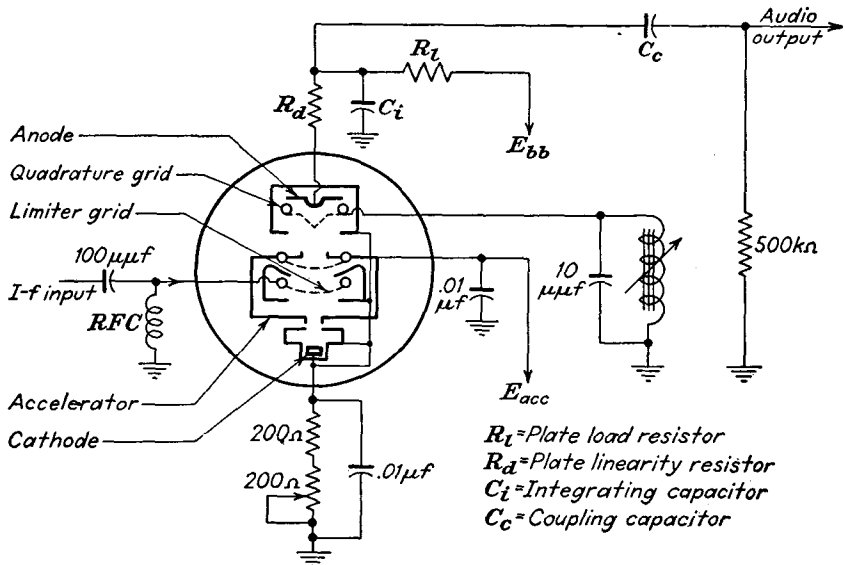 Audio
output
C_c
R_l
R_d
C_i
E_bb
Anode
Quadrature grid
Limiter grid
100μμf
I-f input
RFC
.01
μf
10
μμf
500kΩ
Accelerator
Cathode
E_acc
200Ω
200Ω
.01μf
R_l=Plate load resistor
R_d=Plate linearity resistor
C_i=Integrating capacitor
C_c=Coupling capacitor